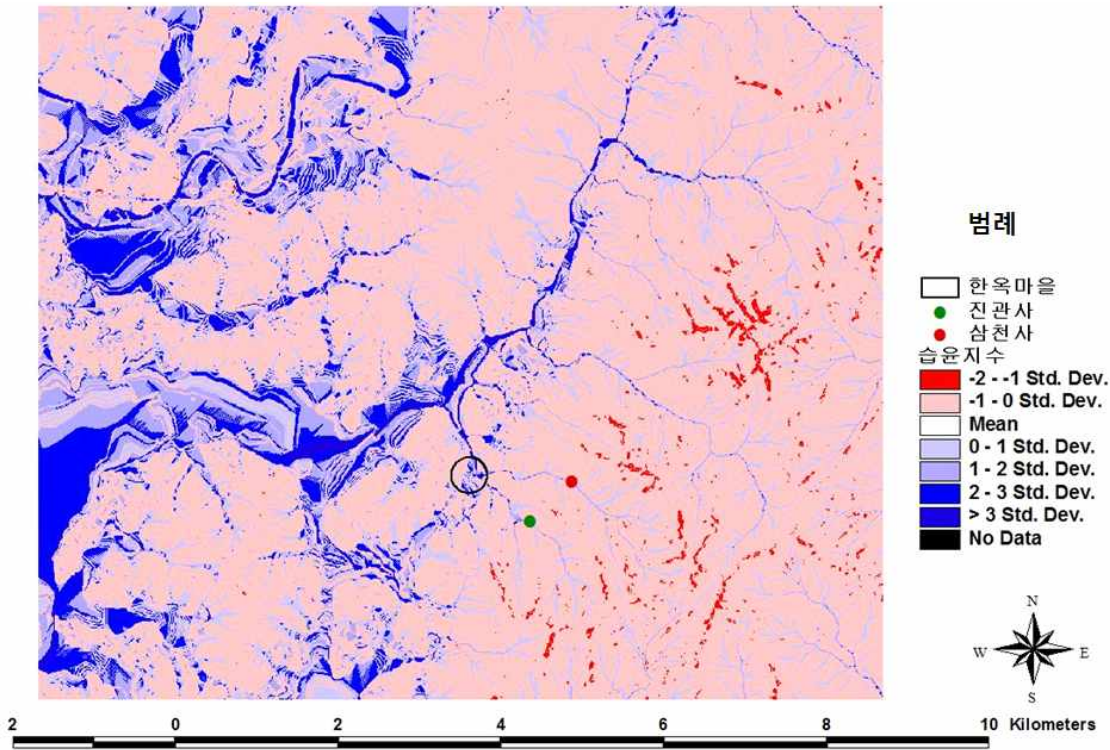 범례
한옥마을
진관사
삼천사
습윤지수
-2 - -1 Std. Dev.
-1 - 0 Std. Dev.
Mean
0 - 1 Std. Dev.
1 - 2 Std. Dev.
2 - 3 Std. Dev.
> 3 Std. Dev.
No Data
N
W E
S
2 0 2 4 6 8 10 Kilometers